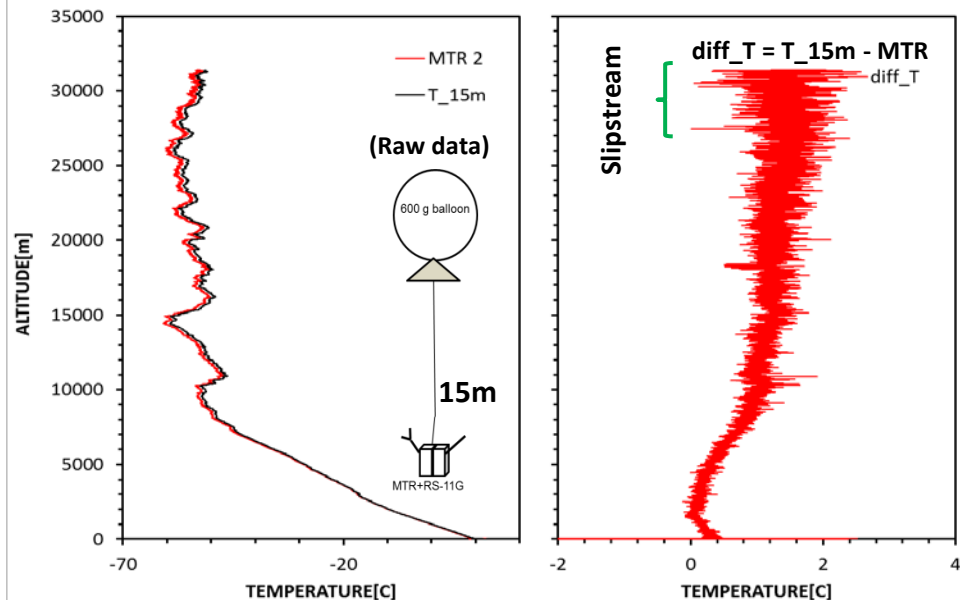 35000
30000
25000
20000
15000
10000
5000
0
ALTITUDE[m]
MTR 2
T_15m
(Raw data)
600 g balloon
15m
MTR+RS-11G
-70
-20
TEMPERATURE[C]
Slipstream
diff_T = T_15m - MTR
diff_T
-2
0
2
4
TEMPERATURE[C]